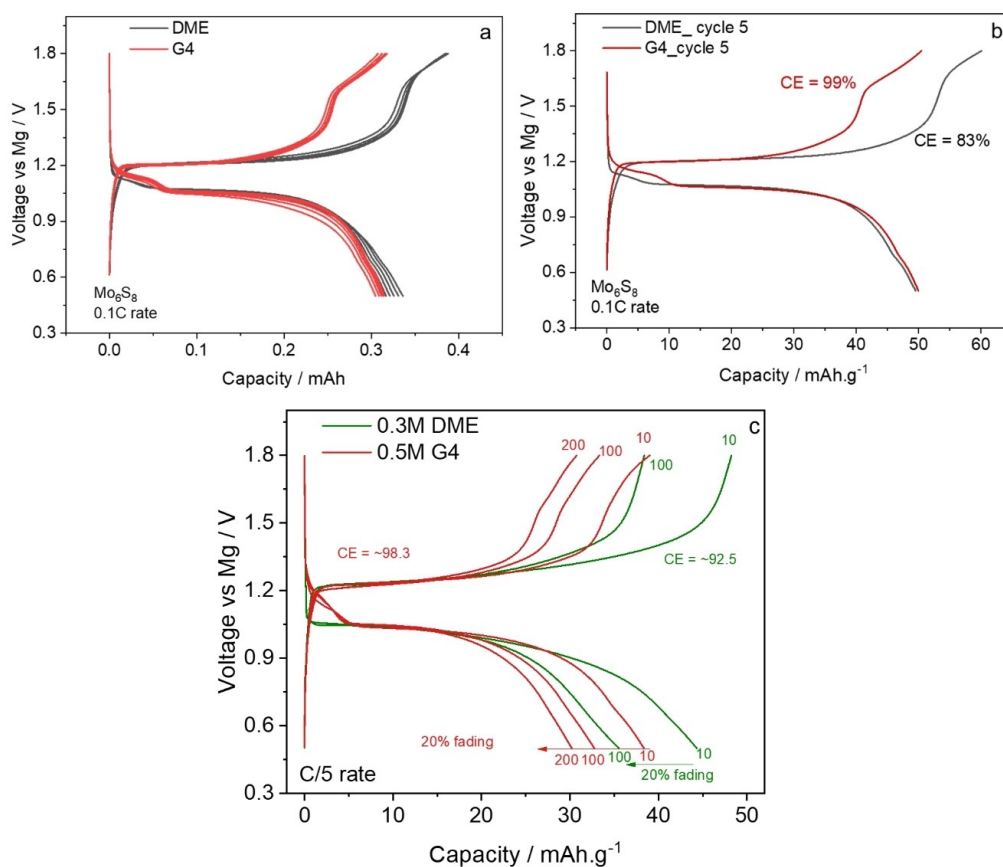 DME
G4
a
1.8
1.5
1.2
0.9
0.6
0.3
Voltage vs Mg / V
Mo₆S₈
0.1C rate
0.0
0.1
0.2
0.3
0.4
Capacity / mAh
DME_ cycle 5
G4_cycle 5
b
CE = 99%
CE = 83%
1.8
1.5
1.2
0.9
0.6
0.3
Voltage vs Mg / V
Mo₆S₈
0.1C rate
0
10
20
30
40
50
60
Capacity / mAh.g⁻¹
0.3M DME
0.5M G4
c
200
100
10
100
10
CE = ~98.3
CE = ~92.5
1.8
1.5
1.2
0.9
0.6
0.3
Voltage vs Mg / V
20% fading
200
100
100
10
10
20% fading
C/5 rate
0
10
20
30
40
50
Capacity / mAh.g⁻¹